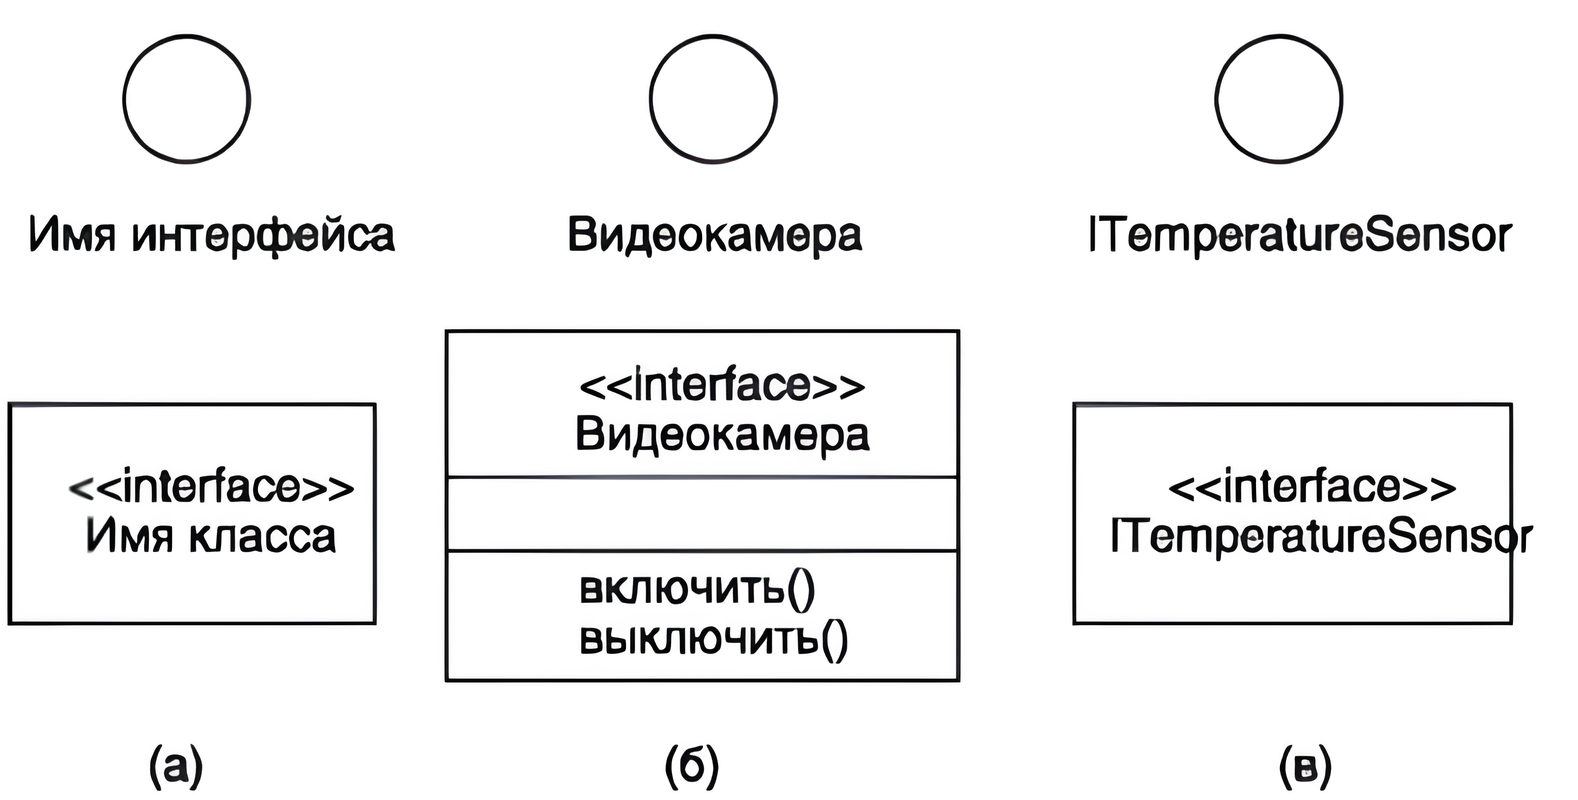 Имя интерфейса
Видеокамера
ITemperatureSensor
<<interface>>
Имя класса
<<interface>>
Видеокамера
включить()
выключить()
<<interface>>
ITemperatureSensor
(а)
(б)
(в)